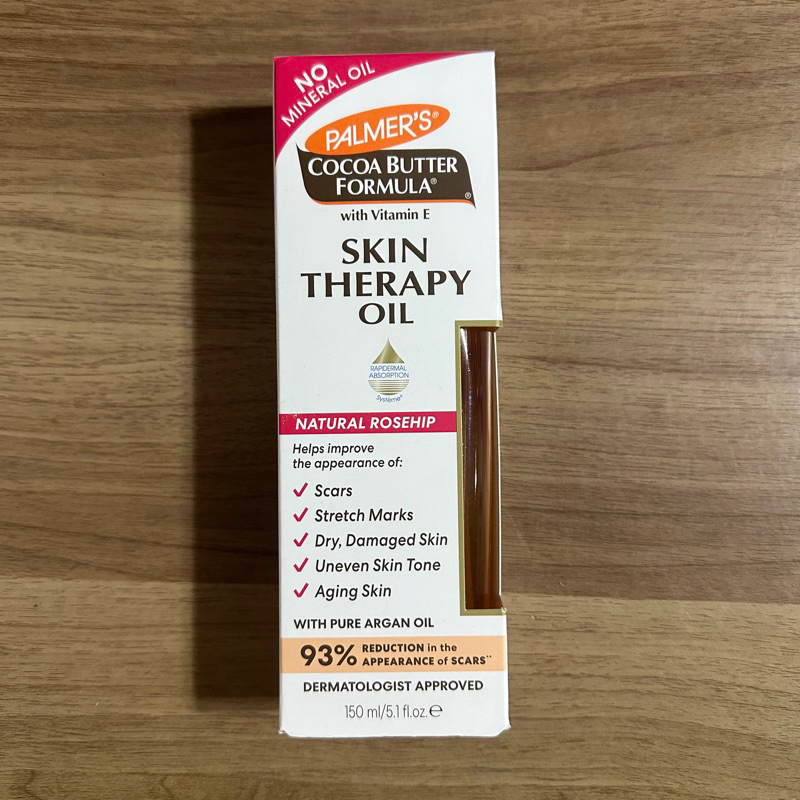 NO
MINERAL OIL
PALMER'S®
COCOA BUTTER
FORMULA®
®
with Vitamin E
SKIN
THERAPY
OIL
RAPIDERMAL
ABSORPTION
Système®
NATURAL ROSEHIP
Helps improve
the appearance of:
✓ Scars
✓ Stretch Marks
✓ Dry, Damaged Skin
✓ Uneven Skin Tone
✓ Aging Skin
WITH PURE ARGAN OIL
93% REDUCTION in the
APPEARANCE of SCARS**
DERMATOLOGIST APPROVED
150 ml/5.1 fl.oz.℮